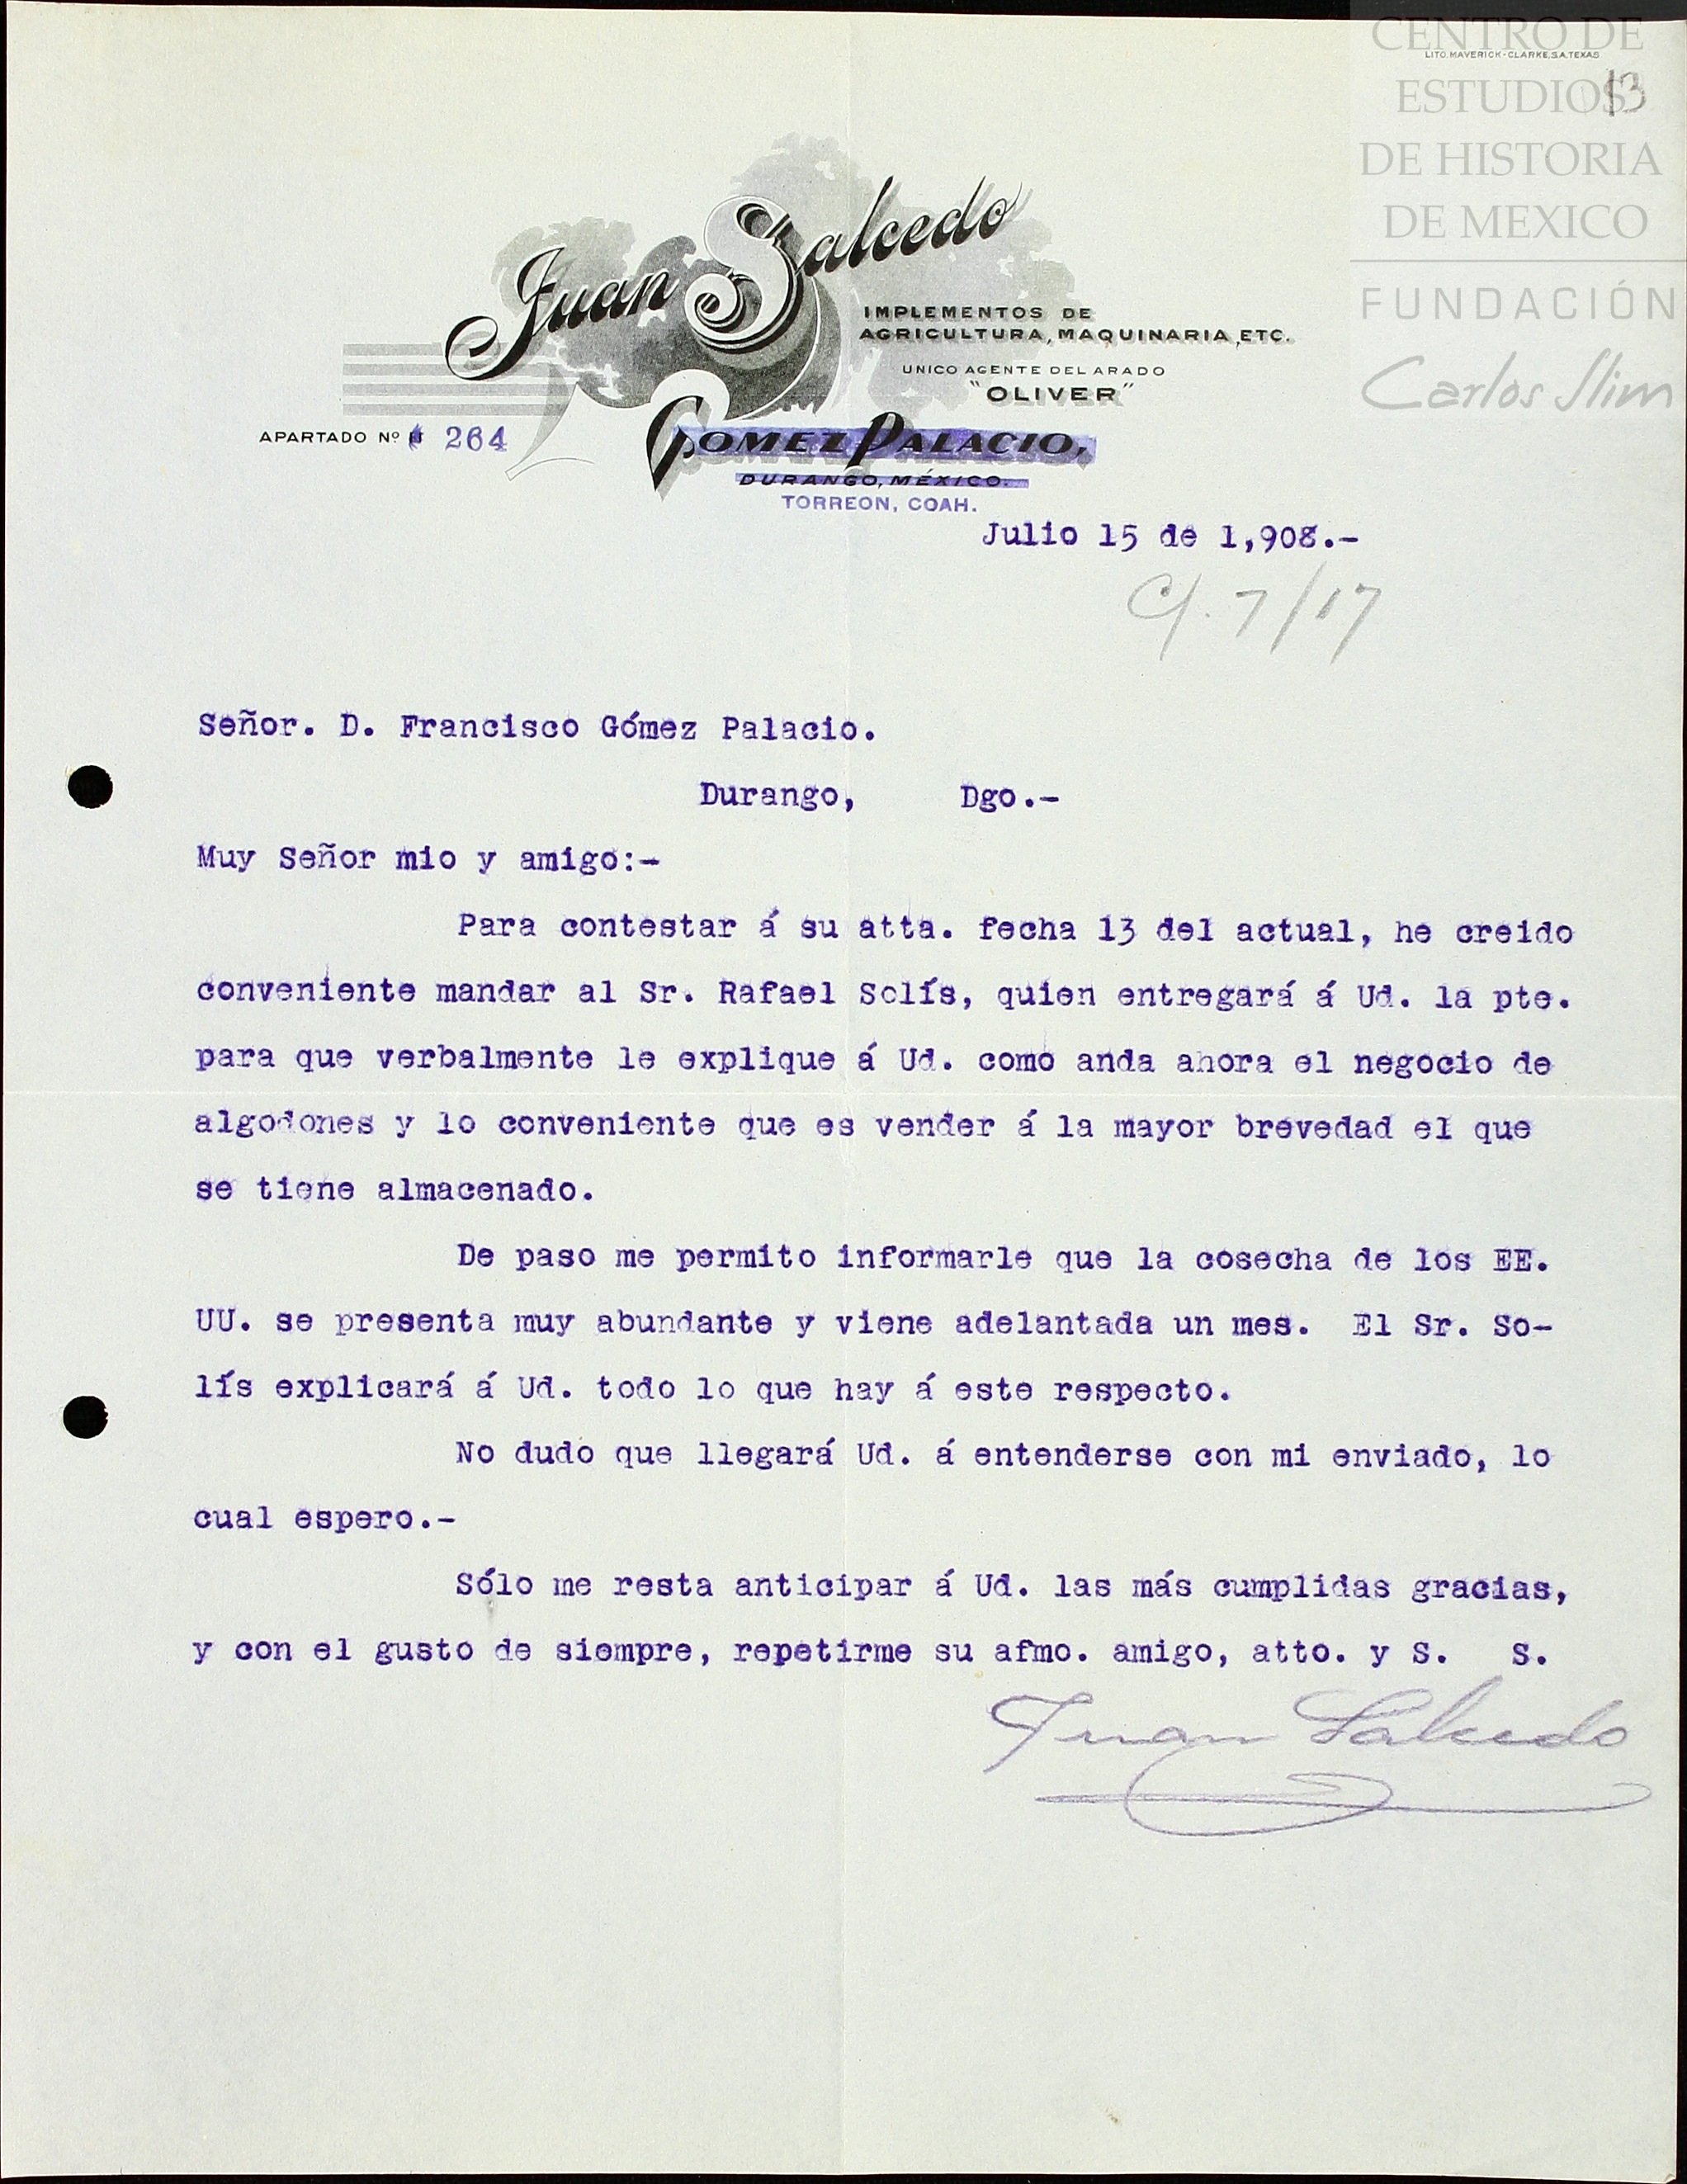 CENTRO DE
LITO. MAVERICK-CLARKE, S.A. TEXAS
ESTUDIOS
13
DE HISTORIA
DE MEXICO
FUNDACIÓN
Carlos Slim
Juan Salcedo
IMPLEMENTOS DE
AGRICULTURA, MAQUINARIA, ETC.
UNICO AGENTE DEL ARADO
"OLIVER"
APARTADO Nº 264
GOMEZ PALACIO,
DURANGO, MÉXICO.
TORREON, COAH.
Julio 15 de 1,908.-
C/. 7/17
Señor. D. Francisco Gómez Palacio.
Durango, Dgo.-
Muy Señor mio y amigo:-
Para contestar á su atta. fecha 13 del actual, he creido
conveniente mandar al Sr. Rafael Solís, quien entregará á Ud. la pte.
para que verbalmente le explique á Ud. como anda ahora el negocio de
algodones y lo conveniente que es vender á la mayor brevedad el que
se tiene almacenado.
De paso me permito informarle que la cosecha de los EE.
UU. se presenta muy abundante y viene adelantada un mes. El Sr. So-
lís explicará á Ud. todo lo que hay á este respecto.
No dudo que llegará Ud. á entenderse con mi enviado, lo
cual espero.-
Sólo me resta anticipar á Ud. las más cumplidas gracias,
y con el gusto de siempre, repetirme su afmo. amigo, atto. y S. S.
Juan Salcedo